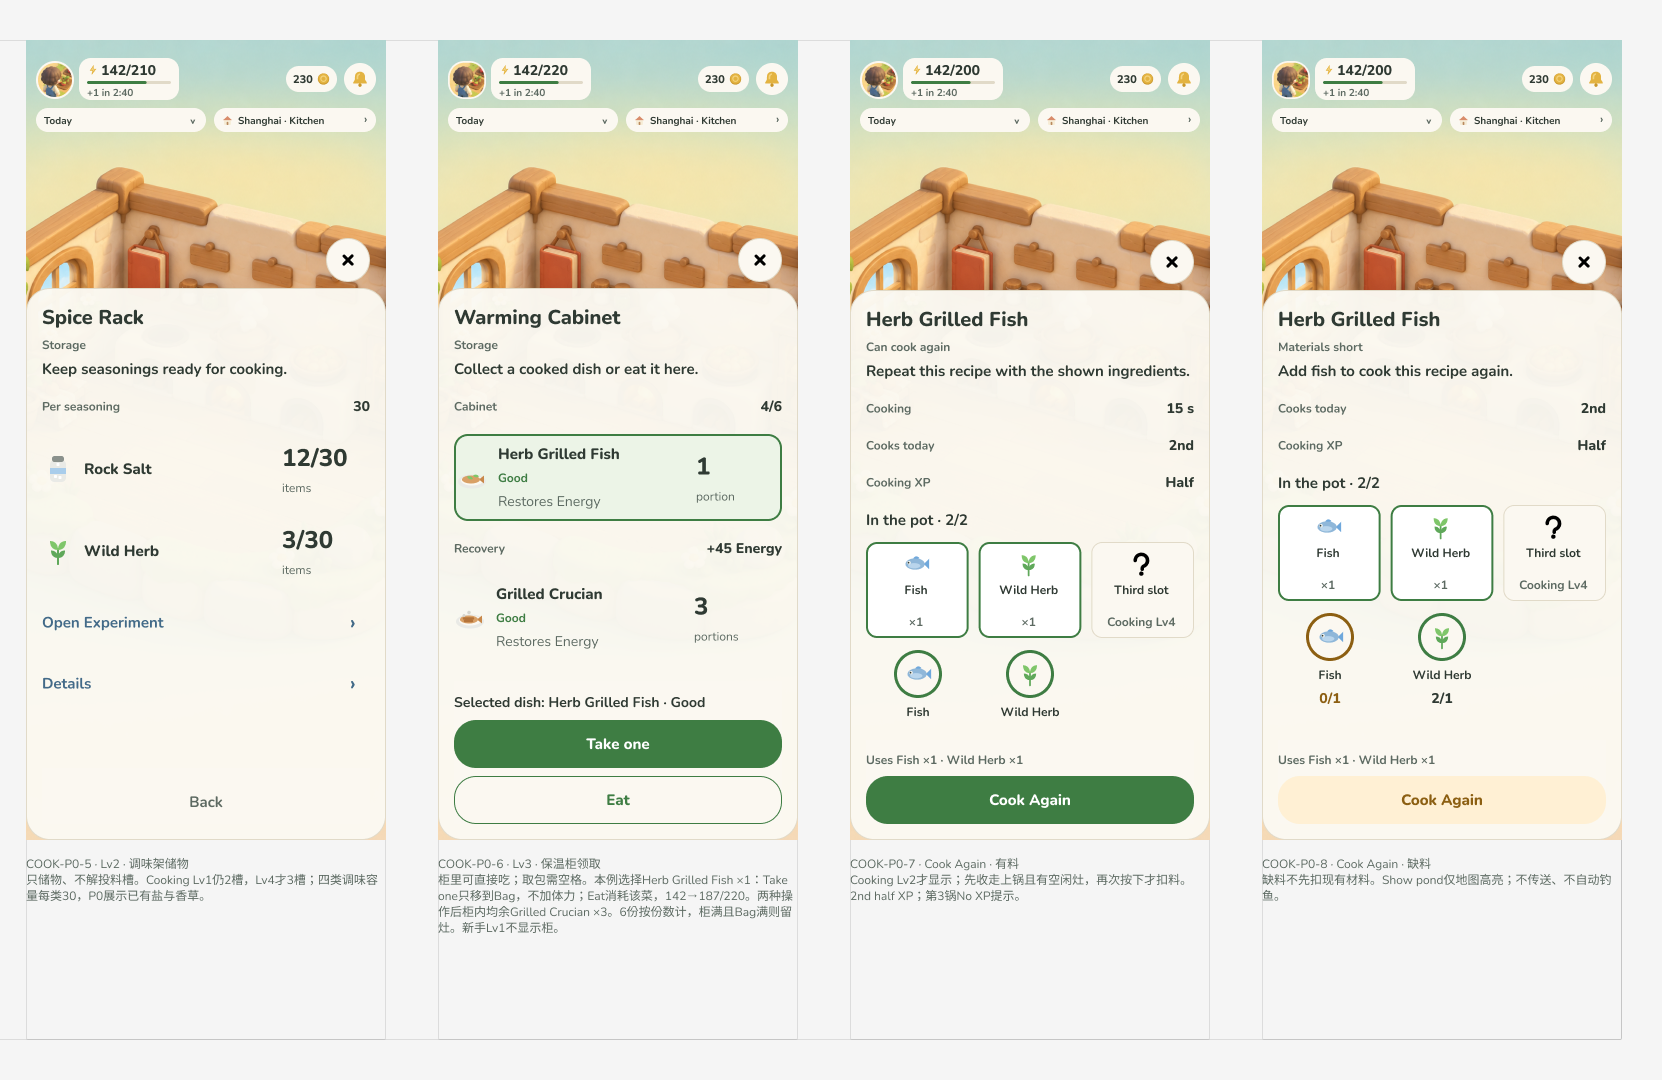 142/210
+1 in 2:40
230
Today
Shanghai · Kitchen
Spice Rack
Storage
Keep seasonings ready for cooking.
Per seasoning 30
Rock Salt 12/30
items
Wild Herb 3/30
items
Open Experiment ›
Details ›
Back
COOK-P0-5 · Lv2 · 调味架储物
只储物、不解投料槽。Cooking Lv1仍2槽，Lv4才3槽；四类调味容
量每类30，P0展示已有盐与香草。
142/220
+1 in 2:40
230
Today
Shanghai · Kitchen
Warming Cabinet
Storage
Collect a cooked dish or eat it here.
Cabinet 4/6
Herb Grilled Fish
Good
Restores Energy
1
portion
Recovery +45 Energy
Grilled Crucian
Good
Restores Energy
3
portions
Selected dish: Herb Grilled Fish · Good
Take one
Eat
COOK-P0-6 · Lv3 · 保温柜领取
柜里可直接吃；取包需空格。本例选择Herb Grilled Fish ×1：Take
one只移到Bag，不加体力；Eat消耗该菜，142→187/220。两种操
作后柜内均余Grilled Crucian ×3。6份按份数计，柜满且Bag满则留
灶。新手Lv1不显示柜。
142/200
+1 in 2:40
230
Today
Shanghai · Kitchen
Herb Grilled Fish
Can cook again
Repeat this recipe with the shown ingredients.
Cooking 15 s
Cooks today 2nd
Cooking XP Half
In the pot · 2/2
Fish
×1
Wild Herb
×1
?
Third slot
Cooking Lv4
Fish
Wild Herb
Uses Fish ×1 · Wild Herb ×1
Cook Again
COOK-P0-7 · Cook Again · 有料
Cooking Lv2才显示；先收走上锅且有空闲灶，再次按下才扣料。
2nd half XP；第3锅No XP提示。
142/200
+1 in 2:40
230
Today
Shanghai · Kitchen
Herb Grilled Fish
Materials short
Add fish to cook this recipe again.
Cooks today 2nd
Cooking XP Half
In the pot · 2/2
Fish
×1
Wild Herb
×1
?
Third slot
Cooking Lv4
Fish
0/1
Wild Herb
2/1
Uses Fish ×1 · Wild Herb ×1
Cook Again
COOK-P0-8 · Cook Again · 缺料
缺料不先扣现有材料。Show pond仅地图高亮；不传送、不自动钓
鱼。